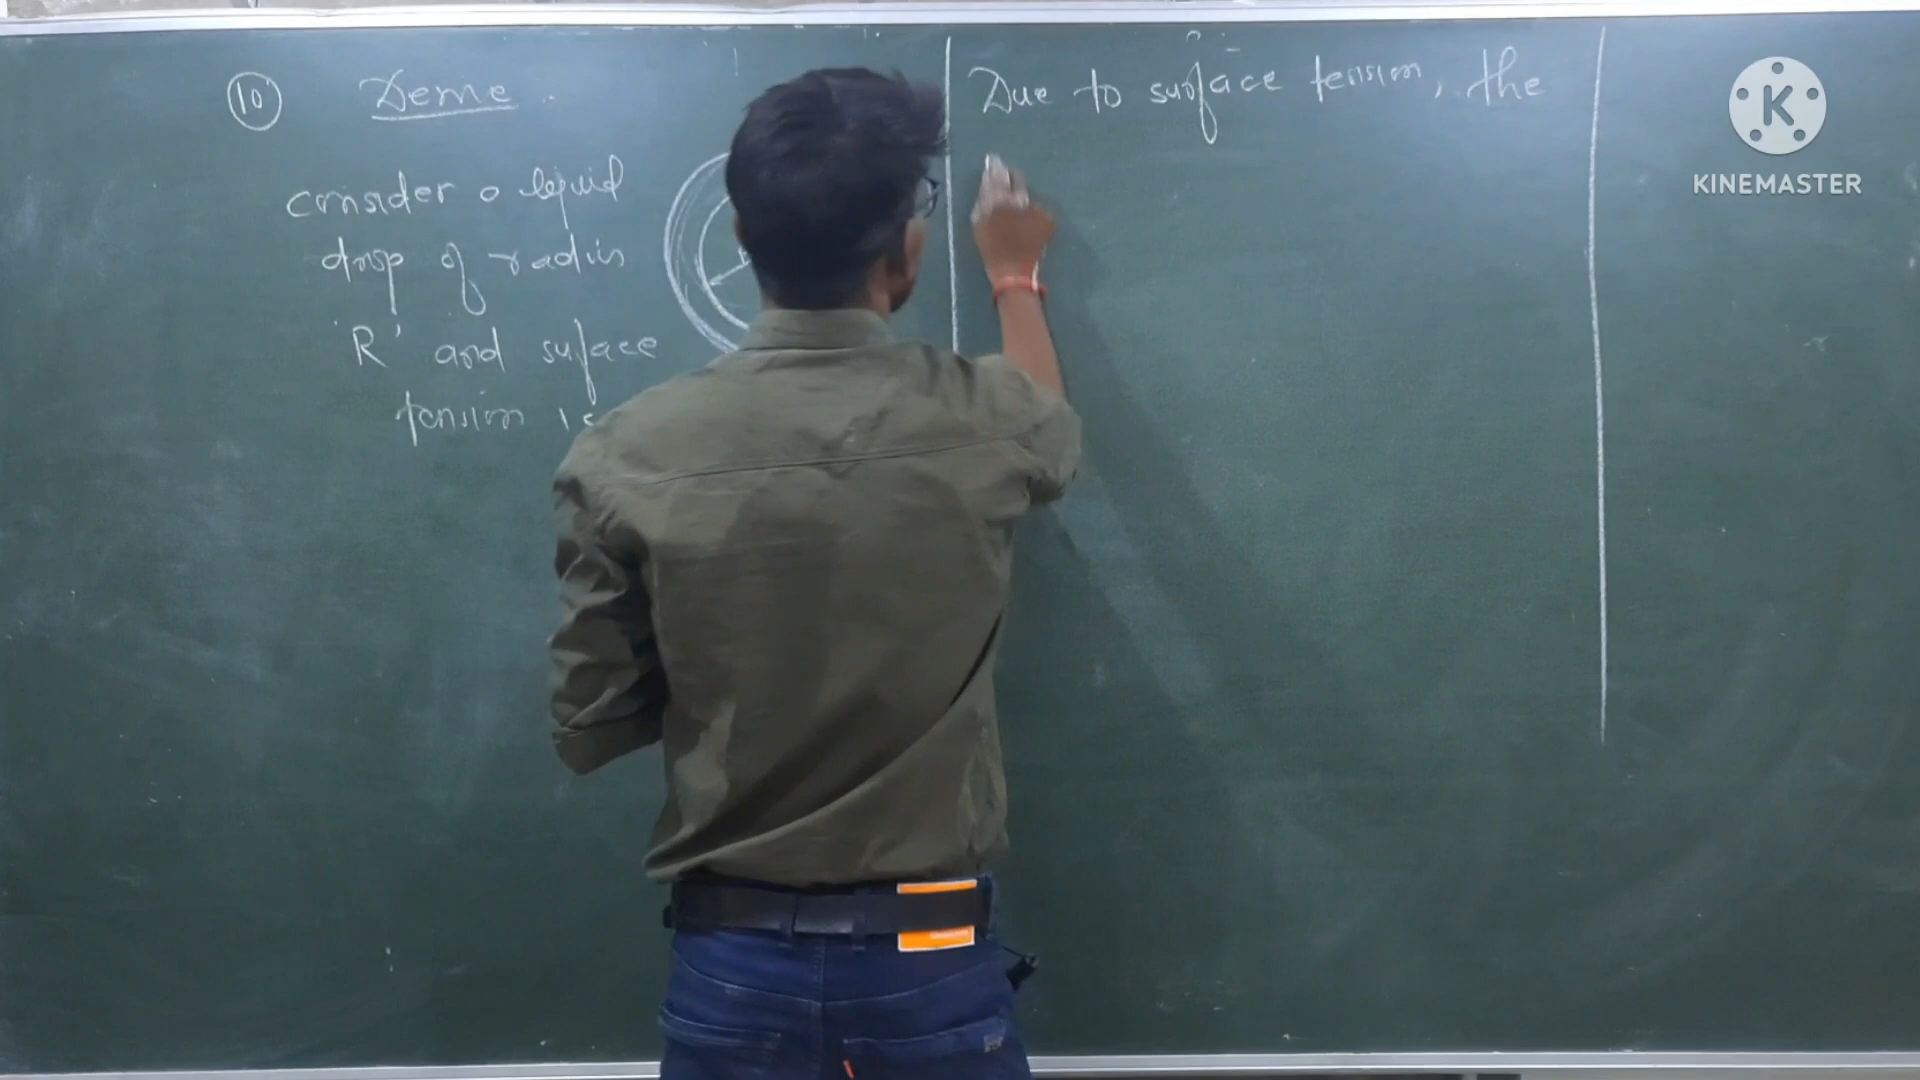 10
Deme
consider a liquid
drop of radius
'R' and surface
tension is
Due to surface tension, the
K
KINEMASTER